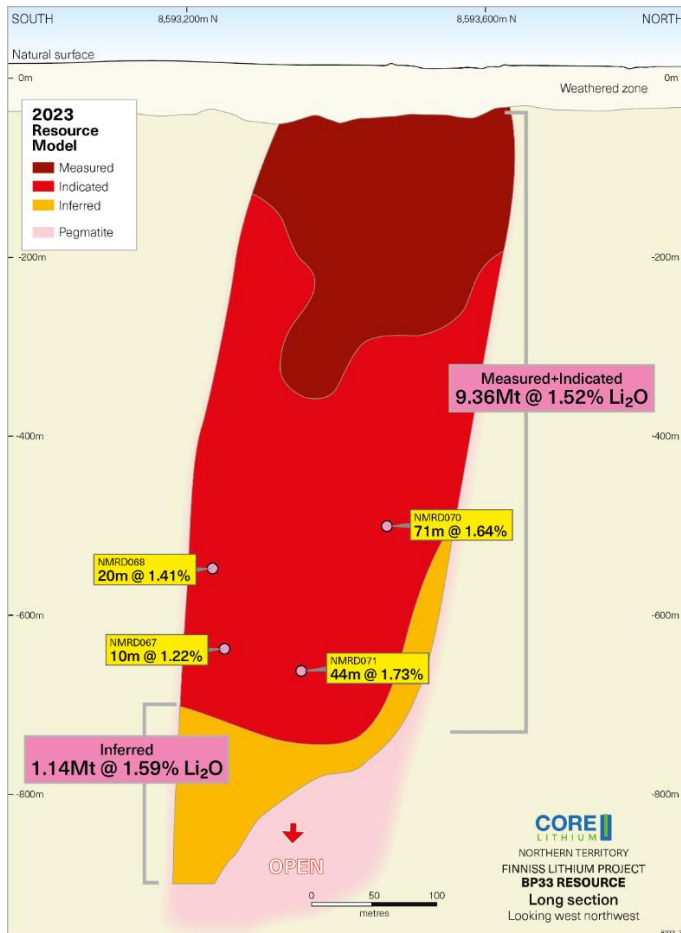 SOUTH
8,593,200m N
8,593,600m N
NORTH
Natural surface
0m
Weathered zone
2023
Resource
Model
Measured
Indicated
Inferred
Pegmatite
-200m
-200m
Measured+Indicated
9.36Mt @ 1.52% Li₂O
-400m
-400m
NMRD070
71m @ 1.64%
NMRD068
20m @ 1.41%
-600m
-600m
NMRD067
10m @ 1.22%
NMRD071
44m @ 1.73%
Inferred
1.14Mt @ 1.59% Li₂O
-800m
-800m
OPEN
0 50 100
metres
CORE
LITHIUM
NORTHERN TERRITORY
FINNISS LITHIUM PROJECT
BP33 RESOURCE
Long section
Looking west northwest